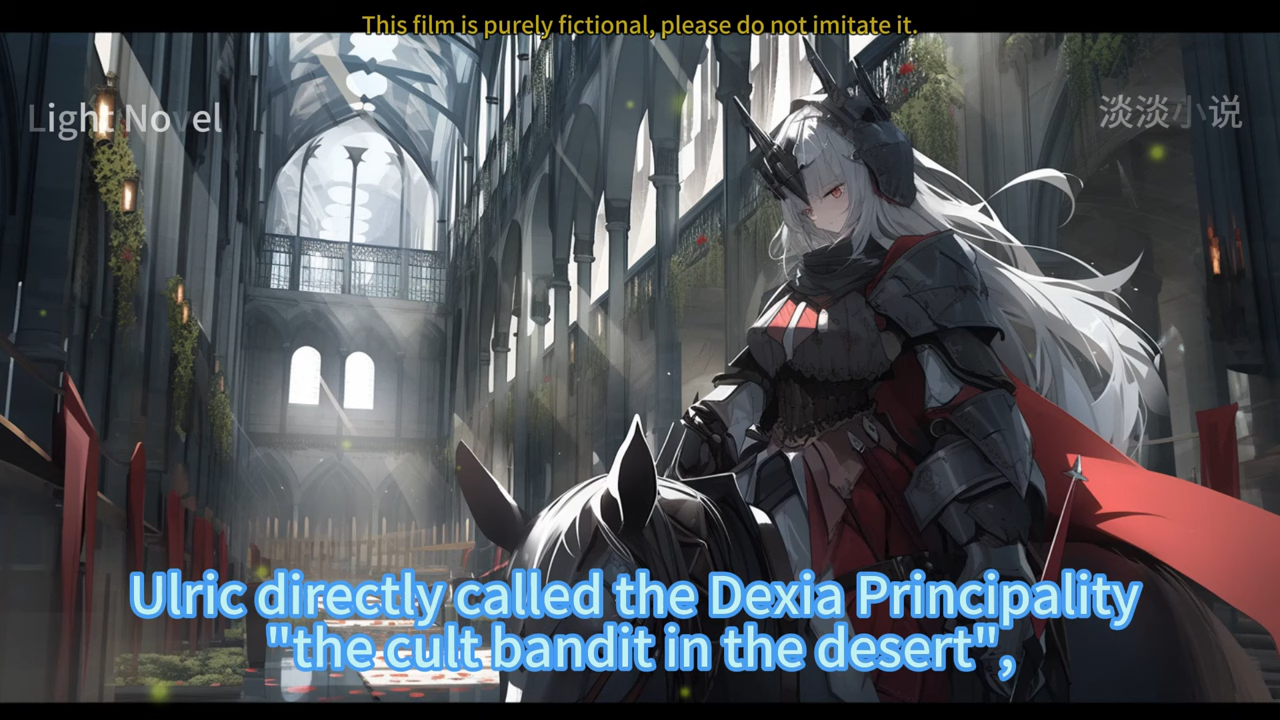 This film is purely fictional, please do not imitate it.
Light Novel
淡淡小说
Ulric directly called the Dexia Principality
"the cult bandit in the desert",